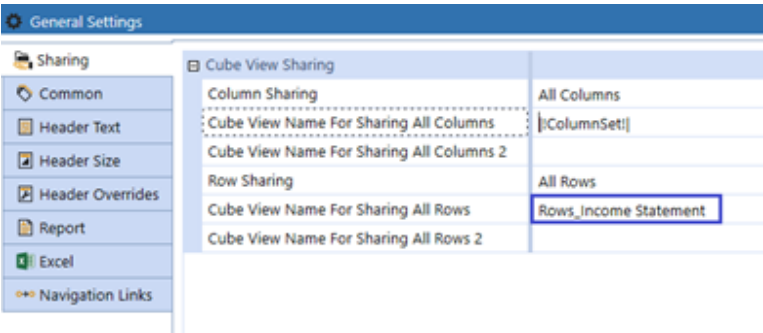 General Settings
Sharing
Common
Header Text
Header Size
Header Overrides
Report
Excel
Navigation Links
Cube View Sharing
Column Sharing All Columns
Cube View Name For Sharing All Columns |!ColumnSet!|
Cube View Name For Sharing All Columns 2
Row Sharing All Rows
Cube View Name For Sharing All Rows Rows_Income Statement
Cube View Name For Sharing All Rows 2